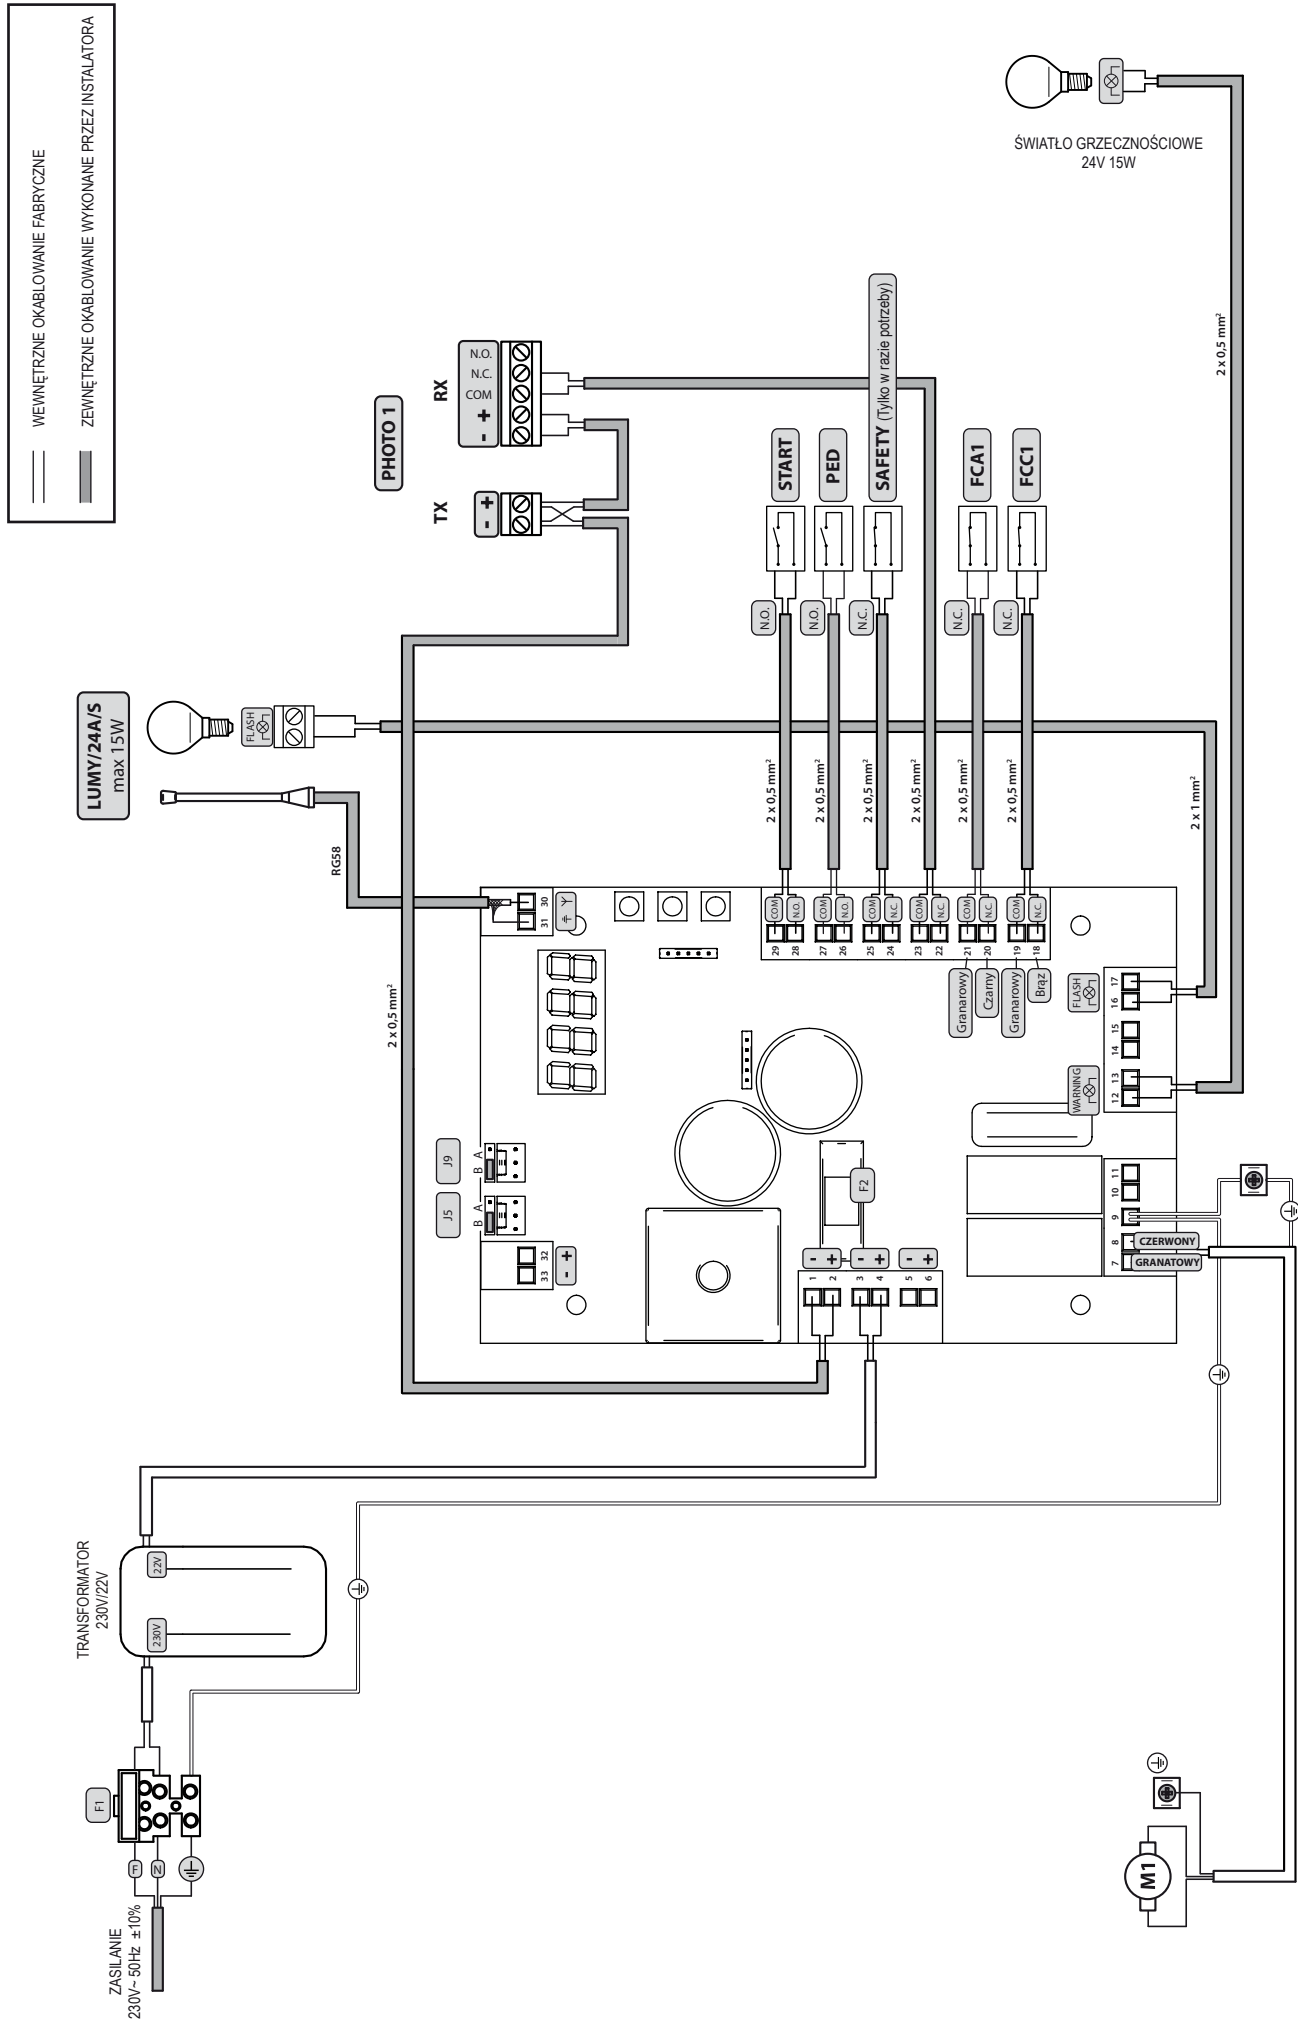 WEWNĘTRZNE OKABLOWANIE FABRYCZNE
ZEWNĘTRZNE OKABLOWANIE WYKONANE PRZEZ INSTALATORA
ŚWIATŁO GRZECZNOŚCIOWE
24V 15W
2 x 0,5 mm²
PHOTO 1
TX
- +
RX
- + COM N.C. N.O.
LUMY/24A/S
max 15W
FLASH
RG58
2 x 0,5 mm²
START
PED
SAFETY (Tylko w razie potrzeby)
FCA1
FCC1
N.O.
N.O.
N.C.
N.C.
N.C.
2 x 0,5 mm²
2 x 0,5 mm²
2 x 0,5 mm²
2 x 0,5 mm²
2 x 0,5 mm²
2 x 1 mm²
31 30
COM
N.O.
COM
N.O.
COM
N.C.
COM
N.C.
COM
N.C.
COM
N.C.
29
28
27
26
25
24
23
22
21
20
19
18
Granarowy
Czarny
Granarowy
Brąz
FLASH
WARNING
12 13 14 15 16 17
J5
B A
J9
B A
33 32
- +
F2
- +
- +
- +
1
2
3
4
5
6
7 8 9 10 11
CZERWONY
GRANATOWY
TRANSFORMATOR
230V/22V
230V
22V
F1
F
N
ZASILANIE
230V~ 50Hz ±10%
M1